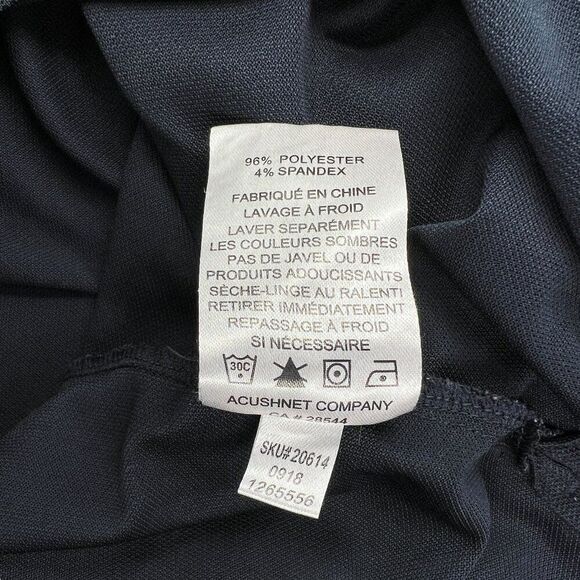 96% POLYESTER
4% SPANDEX
FABRIQUÉ EN CHINE
LAVAGE À FROID
LAVER SEPARÉMENT
LES COULEURS SOMBRES
PAS DE JAVEL OU DE
PRODUITS ADOUCISSANTS
SÈCHE-LINGE AU RALENTI
RETIRER IMMÉDIATEMENT
REPASSAGE À FROID
SI NÉCESSAIRE
30C
ACUSHNET COMPANY
CA # 28544
SKU#20614
0918
1265556